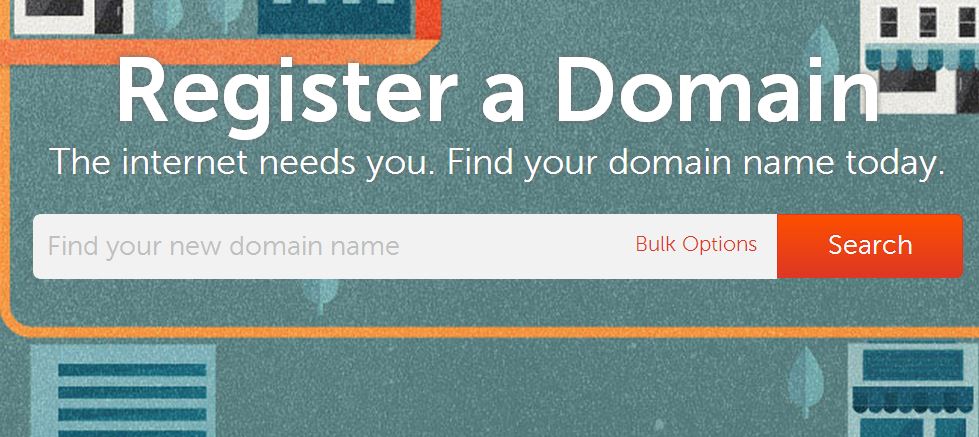 Register a Domain
The internet needs you. Find your domain name today.
Find your new domain name Bulk Options Search